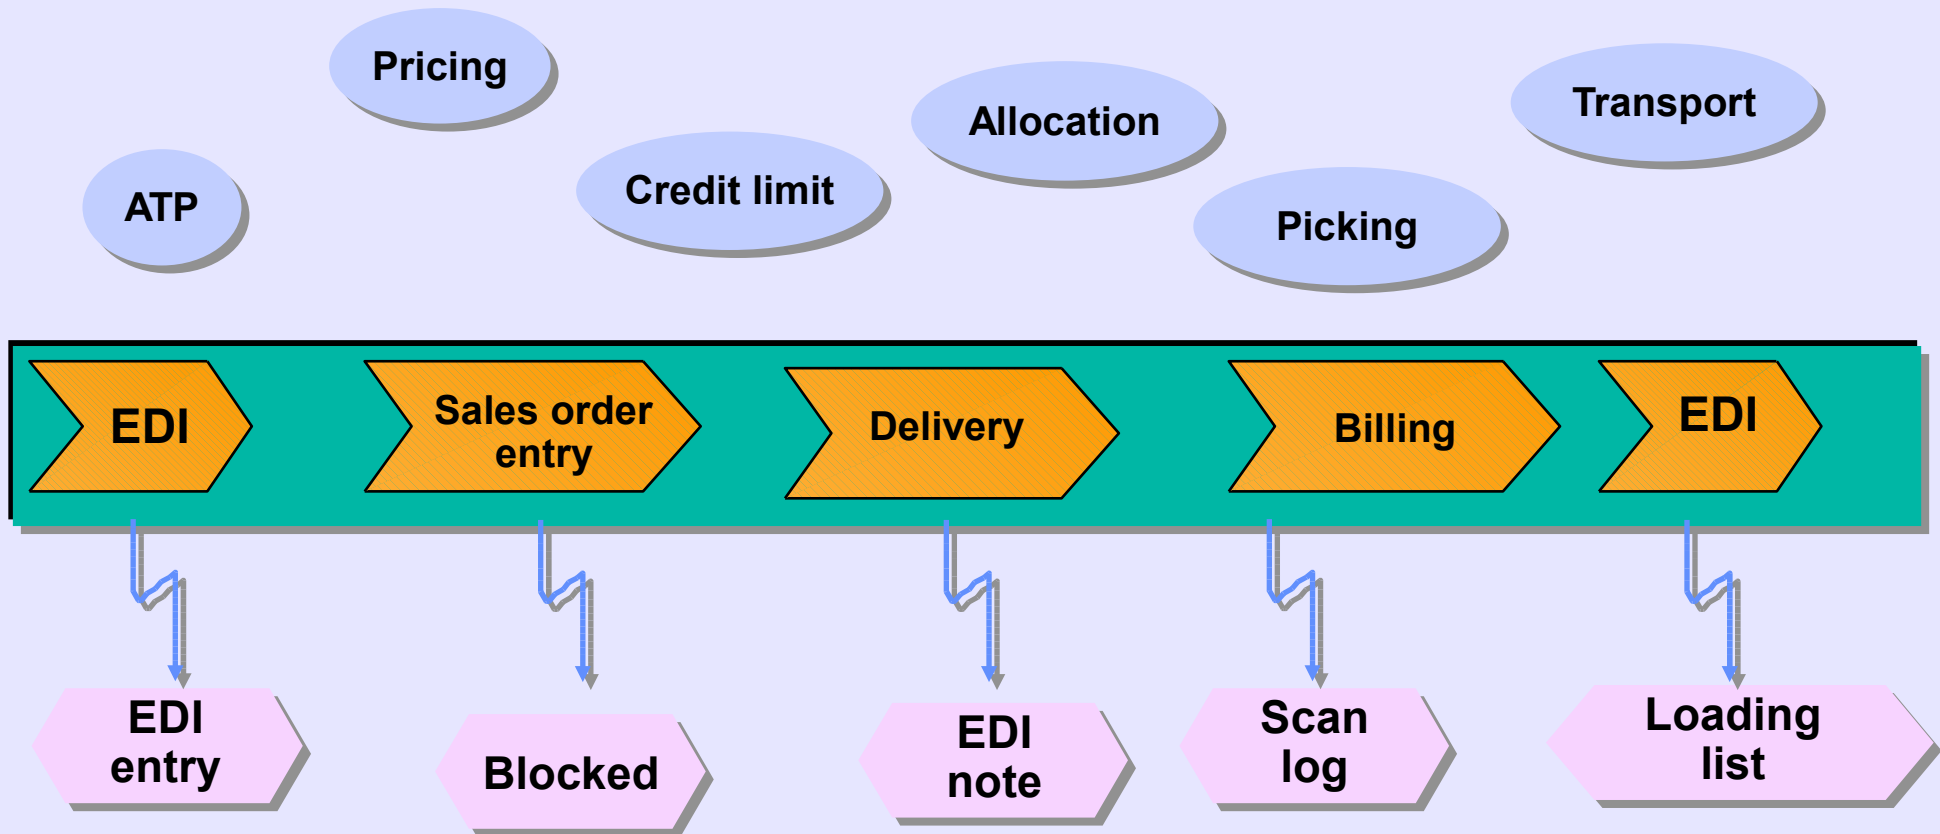 Pricing
Allocation
Transport
ATP
Credit limit
Picking
EDI
Sales order
entry
Delivery
Billing
EDI
EDI
entry
Blocked
EDI
note
Scan
log
Loading
list